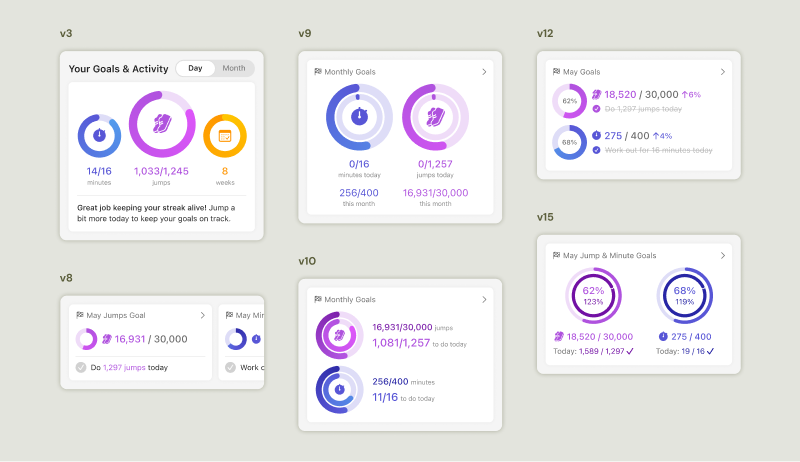 v3
Your Goals & Activity
Day
Month
14/16
minutes
1,033/1,245
jumps
8
weeks
Great job keeping your streak alive! Jump a
bit more today to keep your goals on track.
v8
May Jumps Goal
16,931 / 30,000
Do 1,297 jumps today
May Min
Work o
v9
Monthly Goals
0/16
minutes today
256/400
this month
0/1,257
jumps today
16,931/30,000
this month
v10
Monthly Goals
16,931/30,000 jumps
1,081/1,257 to do today
256/400 minutes
11/16 to do today
v12
May Goals
62%
18,520 / 30,000 ↑6%
Do 1,297 jumps today
68%
275 / 400 ↑4%
Work out for 16 minutes today
v15
May Jump & Minute Goals
62%
123%
18,520 / 30,000
Today: 1,589 / 1,297 ✓
68%
119%
275 / 400
Today: 19 / 16 ✓